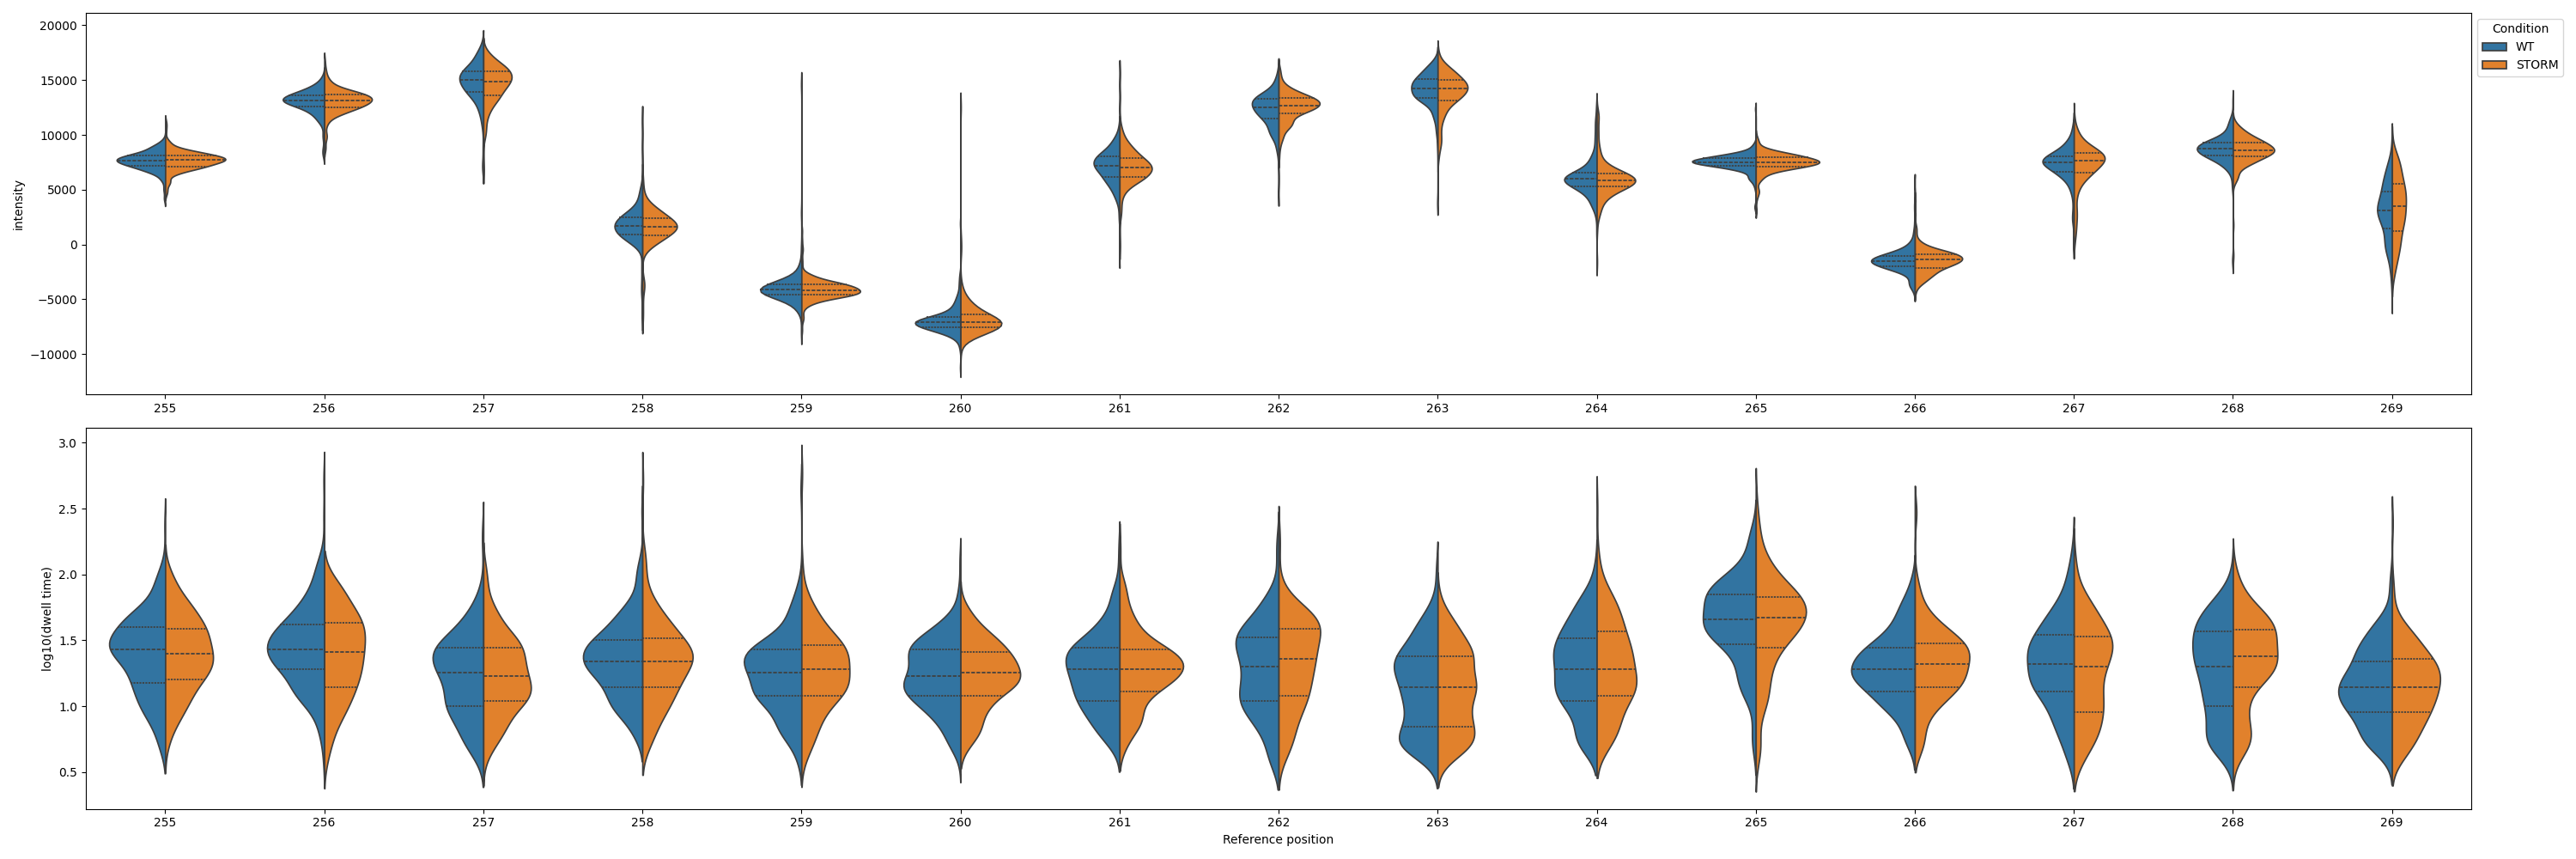 20000
15000
10000
5000
0
−5000
−10000
intensity
255 256 257 258 259 260 261 262 263 264 265 266 267 268 269
Condition
WT
STORM
3.0
2.5
2.0
1.5
1.0
0.5
log10(dwell time)
255 256 257 258 259 260 261 262 263 264 265 266 267 268 269
Reference position